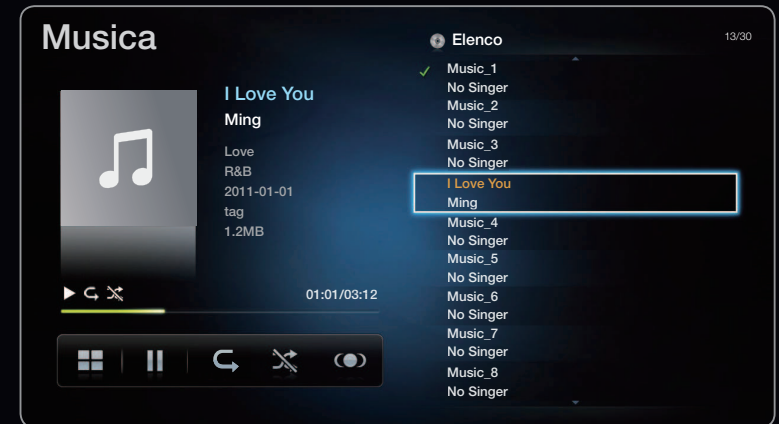 Musica
I Love You
Ming
Love
R&B
2011-01-01
tag
1.2MB
01:01/03:12
Elenco
13/30
Music_1
No Singer
Music_2
No Singer
Music_3
No Singer
I Love You
Ming
Music_4
No Singer
Music_5
No Singer
Music_6
No Singer
Music_7
No Singer
Music_8
No Singer